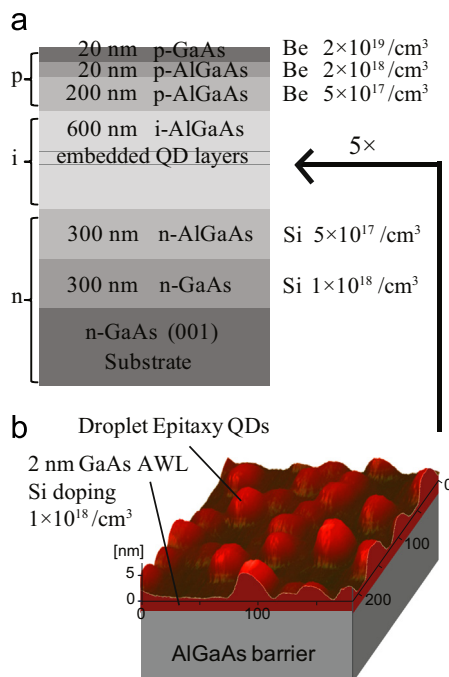 a
p
20 nm p-GaAs Be 2×10¹⁹/cm³
20 nm p-AlGaAs Be 2×10¹⁸/cm³
200 nm p-AlGaAs Be 5×10¹⁷/cm³
i
600 nm i-AlGaAs
embedded QD layers
5×
n
300 nm n-AlGaAs Si 5×10¹⁷/cm³
300 nm n-GaAs Si 1×10¹⁸/cm³
n-GaAs (001)
Substrate
b
Droplet Epitaxy QDs
2 nm GaAs AWL
Si doping
1×10¹⁸/cm³
[nm]
5
0
0 100
0
100
200
AlGaAs barrier